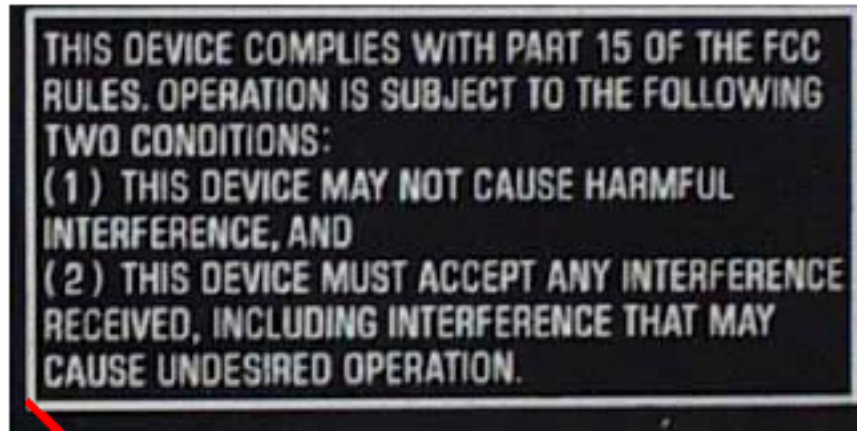 THIS DEVICE COMPLIES WITH PART 15 OF THE FCC
RULES. OPERATION IS SUBJECT TO THE FOLLOWING
TWO CONDITIONS:
(1) THIS DEVICE MAY NOT CAUSE HARMFUL
INTERFERENCE, AND
(2) THIS DEVICE MUST ACCEPT ANY INTERFERENCE
RECEIVED, INCLUDING INTERFERENCE THAT MAY
CAUSE UNDESIRED OPERATION.